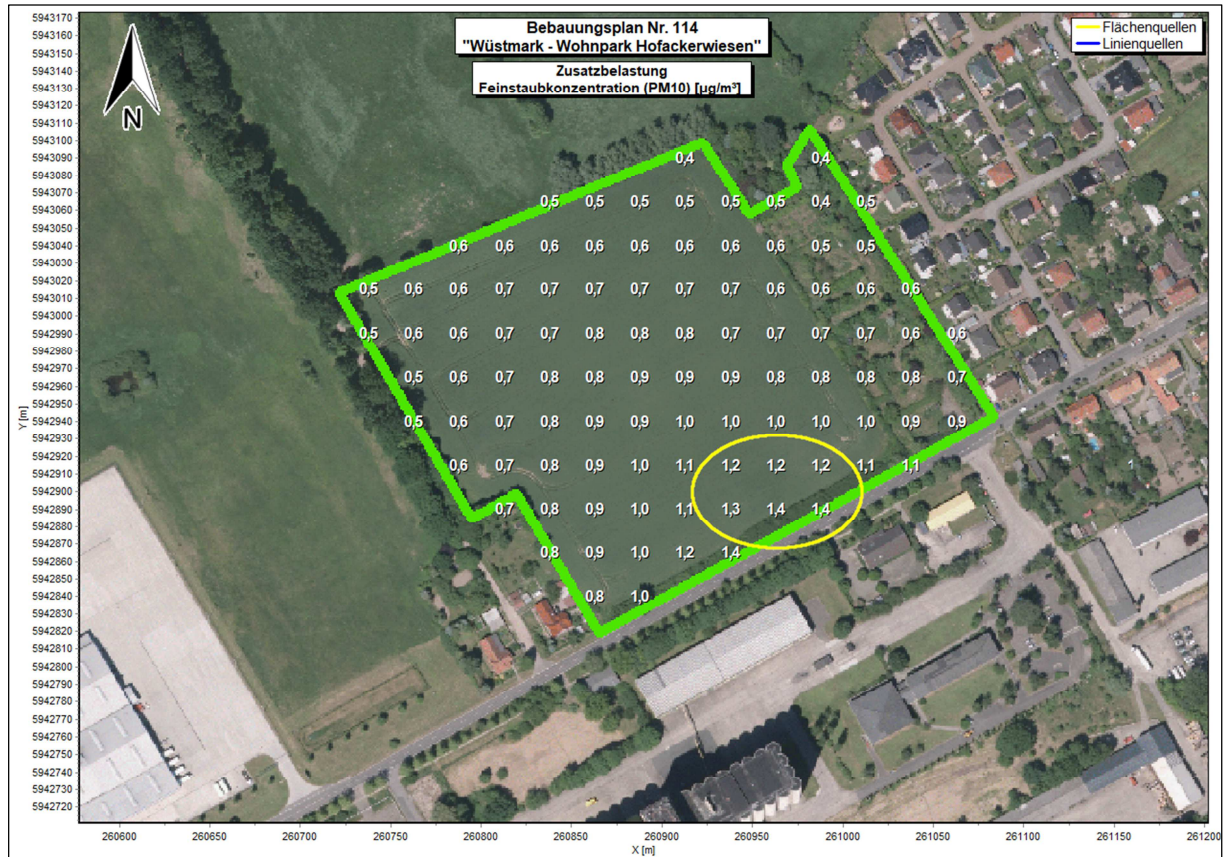 Bebauungsplan Nr. 114
"Wüstmark - Wohnpark Hofackerwiesen"
Zusatzbelastung
Feinstaubkonzentration (PM10) [µg/m³]
Flächenquellen
Linienquellen
N
Y [m]
5943170
5943160
5943150
5943140
5943130
5943120
5943110
5943100
5943090
5943080
5943070
5943060
5943050
5943040
5943030
5943020
5943010
5943000
5942990
5942980
5942970
5942960
5942950
5942940
5942930
5942920
5942910
5942900
5942890
5942880
5942870
5942860
5942850
5942840
5942830
5942820
5942810
5942800
5942790
5942780
5942770
5942760
5942750
5942740
5942730
5942720
0,4 0,4
0,5 0,5 0,5 0,5 0,5 0,5 0,4 0,5
0,6 0,6 0,6 0,6 0,6 0,6 0,6 0,6 0,5 0,5
0,5 0,6 0,6 0,7 0,7 0,7 0,7 0,7 0,7 0,6 0,6 0,6 0,6
0,5 0,6 0,6 0,7 0,7 0,8 0,8 0,8 0,7 0,7 0,7 0,7 0,6 0,6
0,5 0,6 0,7 0,8 0,8 0,9 0,9 0,9 0,8 0,8 0,8 0,8 0,7
0,5 0,6 0,7 0,8 0,9 0,9 1,0 1,0 1,0 1,0 1,0 0,9 0,9
0,6 0,7 0,8 0,9 1,0 1,1 1,2 1,2 1,2 1,1 1,1
0,7 0,8 0,9 1,0 1,1 1,3 1,4 1,4
0,8 0,9 1,0 1,2 1,4
0,8 1,0
260600 260650 260700 260750 260800 260850 260900 260950 261000 261050 261100 261150 261200
X [m]